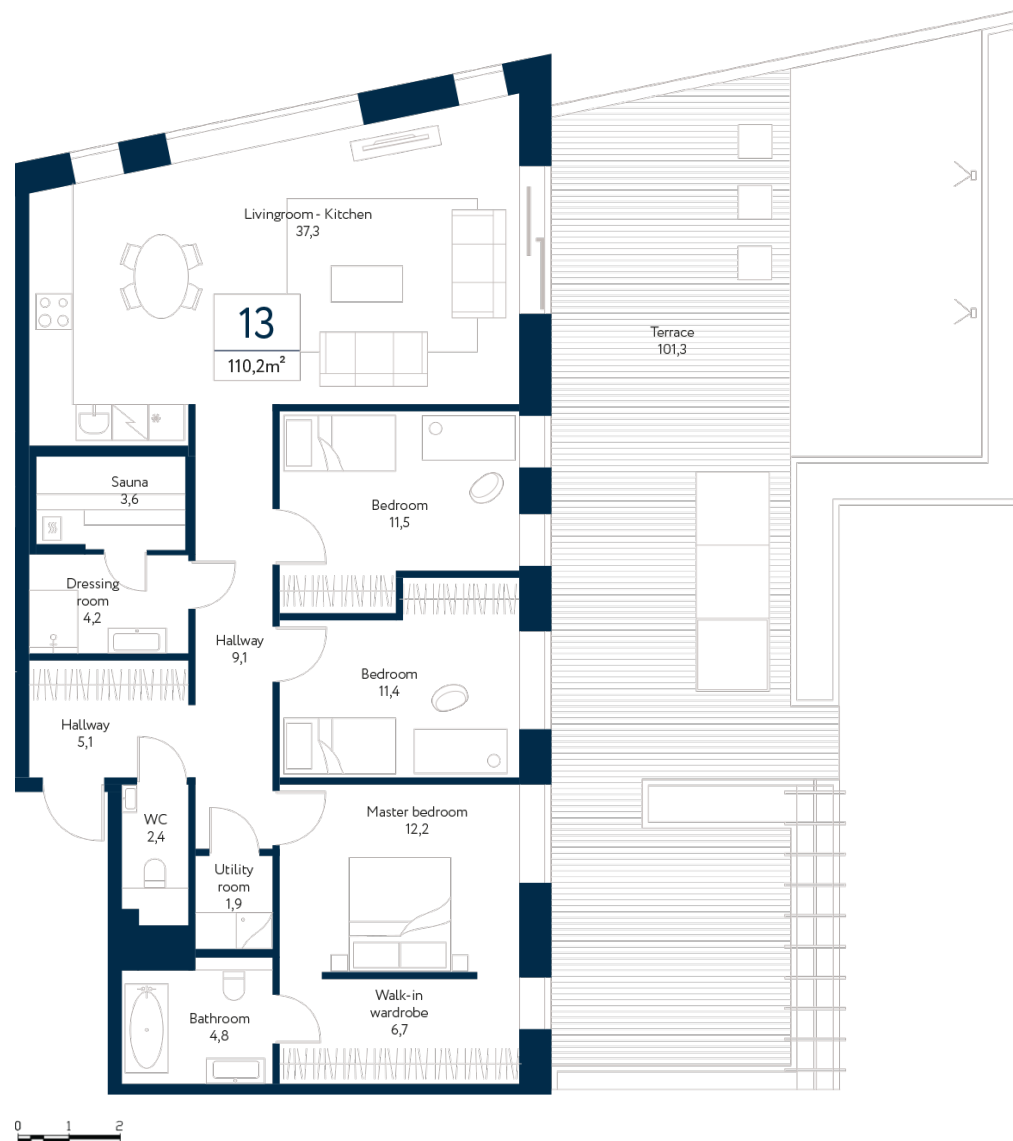 Livingroom - Kitchen
37,3
13
110,2m²
Terrace
101,3
Sauna
3,6
Bedroom
11,5
Dressing
room
4,2
Hallway
9,1
Bedroom
11,4
Hallway
5,1
WC
2,4
Master bedroom
12,2
Utility
room
1,9
Walk-in
wardrobe
6,7
Bathroom
4,8
0 1 2